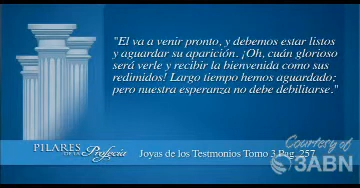 "El va a venir pronto, y debemos estar listos
y aguardar su aparición. ¡Oh, cuán glorioso
será verle y recibir la bienvenida como sus
redimidos! Largo tiempo hemos aguardado;
pero nuestra esperanza no debe debilitarse."
PILARES
DE LA Profecía
Joyas de los Testmonios Tomo 3 Pag. 257
Courtesy of
3ABN